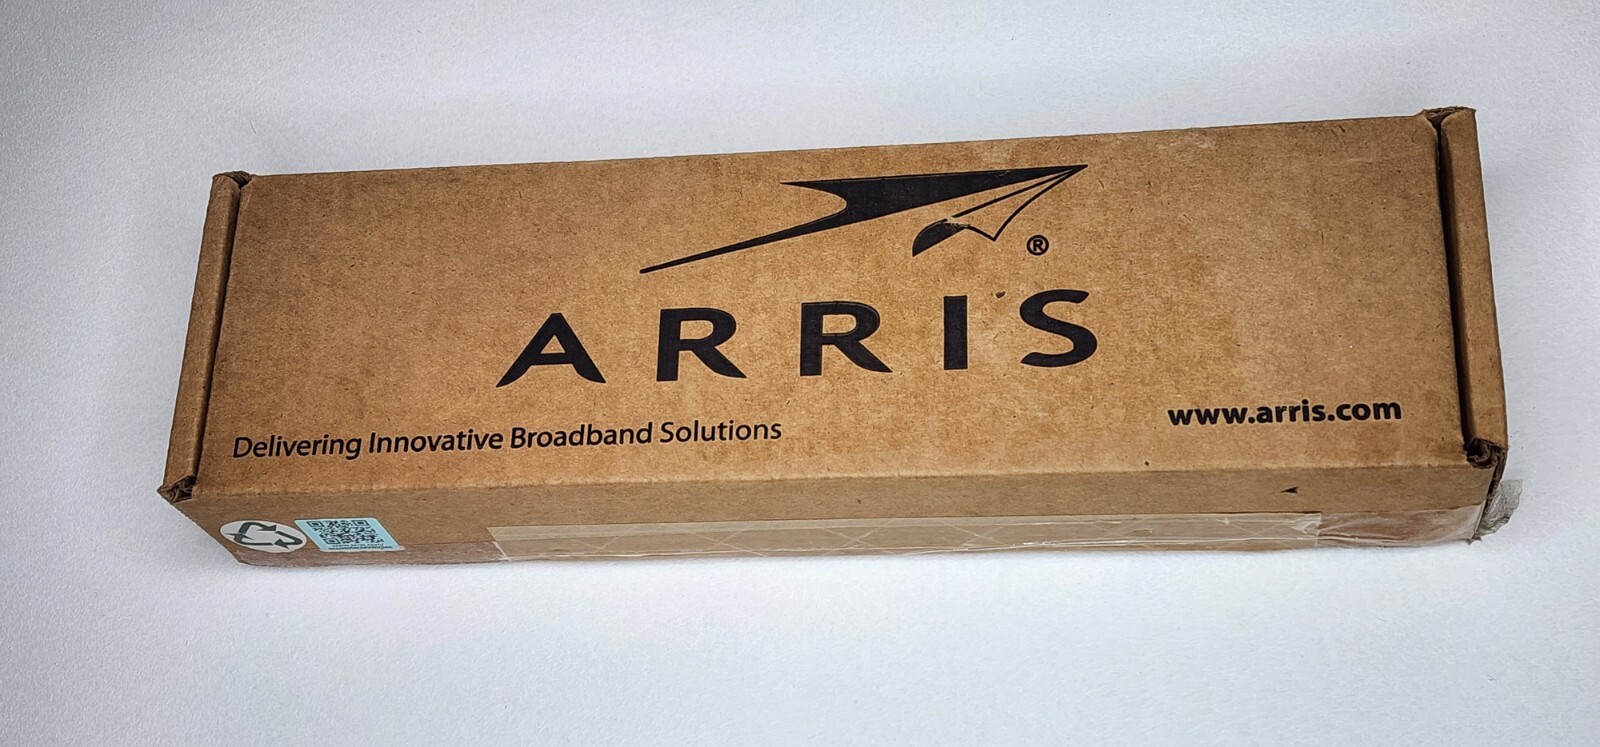 ®
ARRIS
Delivering Innovative Broadband Solutions
www.arris.com